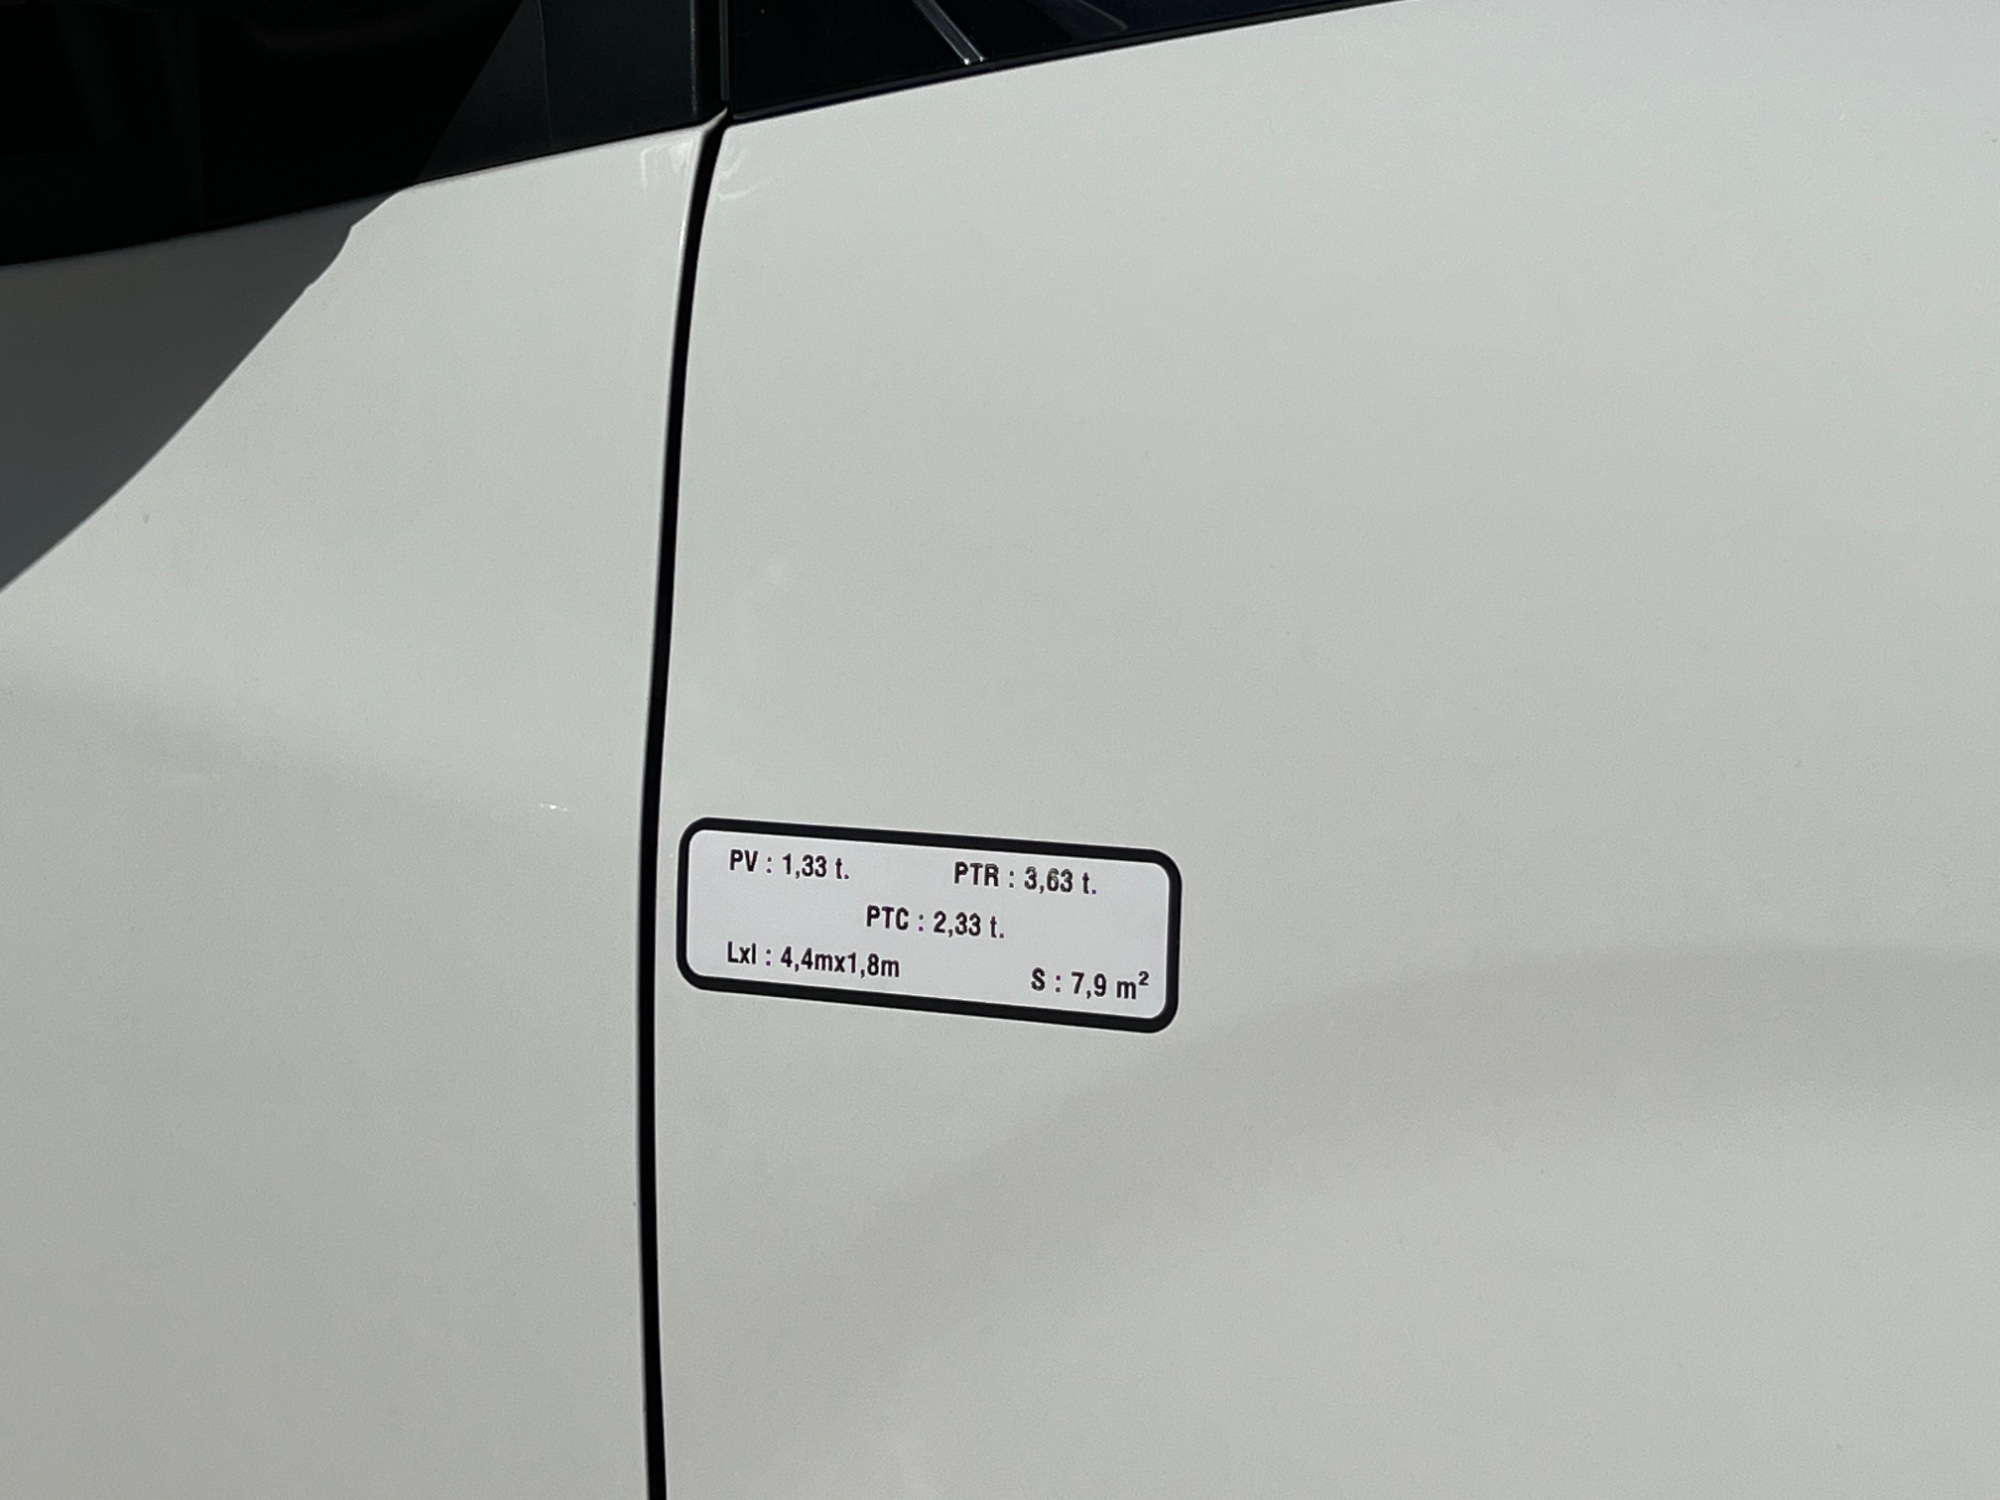 PV : 1,33 t. PTR : 3,63 t.
PTC : 2,33 t.
Lxl : 4,4mx1,8m S : 7,9 m²